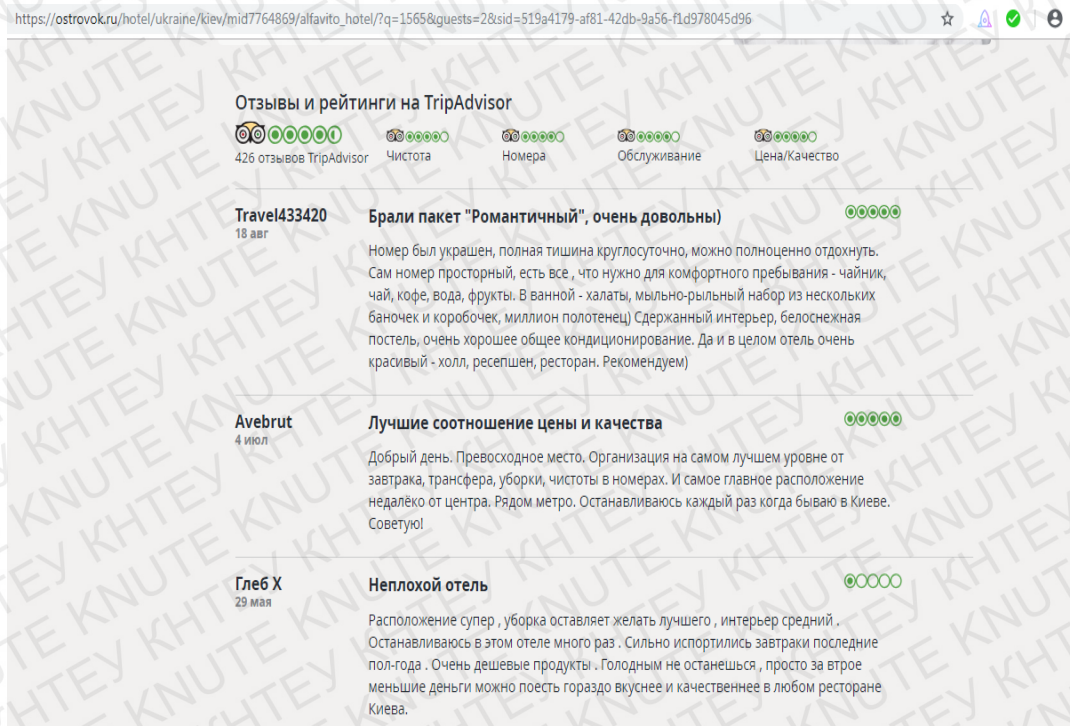 https://ostrovok.ru/hotel/ukraine/kiev/mid7764869/alfavito_hotel/?q=1565&guests=2&sid=519a4179-af81-42db-9a56-f1d978045d96
Отзывы и рейтинги на TripAdvisor
426 отзывов TripAdvisor Чистота Номера Обслуживание Цена/Качество
Travel433420 Брали пакет "Романтичный", очень довольны)
18 авг
Номер был украшен, полная тишина круглосуточно, можно полноценно отдохнуть.
Сам номер просторный, есть все , что нужно для комфортного пребывания - чайник,
чай, кофе, вода, фрукты. В ванной - халаты, мыльно-рыльный набор из нескольких
баночек и коробочек, миллион полотенец) Сдержанный интерьер, белоснежная
постель, очень хорошее общее кондиционирование. Да и в целом отель очень
красивый - холл, ресепшен, ресторан. Рекомендуем)
Avebrut Лучшие соотношение цены и качества
4 июл
Добрый день. Превосходное место. Организация на самом лучшем уровне от
завтрака, трансфера, уборки, чистоты в номерах. И самое главное расположение
недалёко от центра. Рядом метро. Останавливаюсь каждый раз когда бываю в Киеве.
Советую!
Глеб Х Неплохой отель
29 мая
Расположение супер , уборка оставляет желать лучшего , интерьер средний .
Останавливаюсь в этом отеле много раз . Сильно испортились завтраки последние
пол-года . Очень дешевые продукты . Голодным не останешься , просто за втрое
меньшие деньги можно поесть гораздо вкуснее и качественнее в любом ресторане
Киева.
KNUTE КНТЕУ